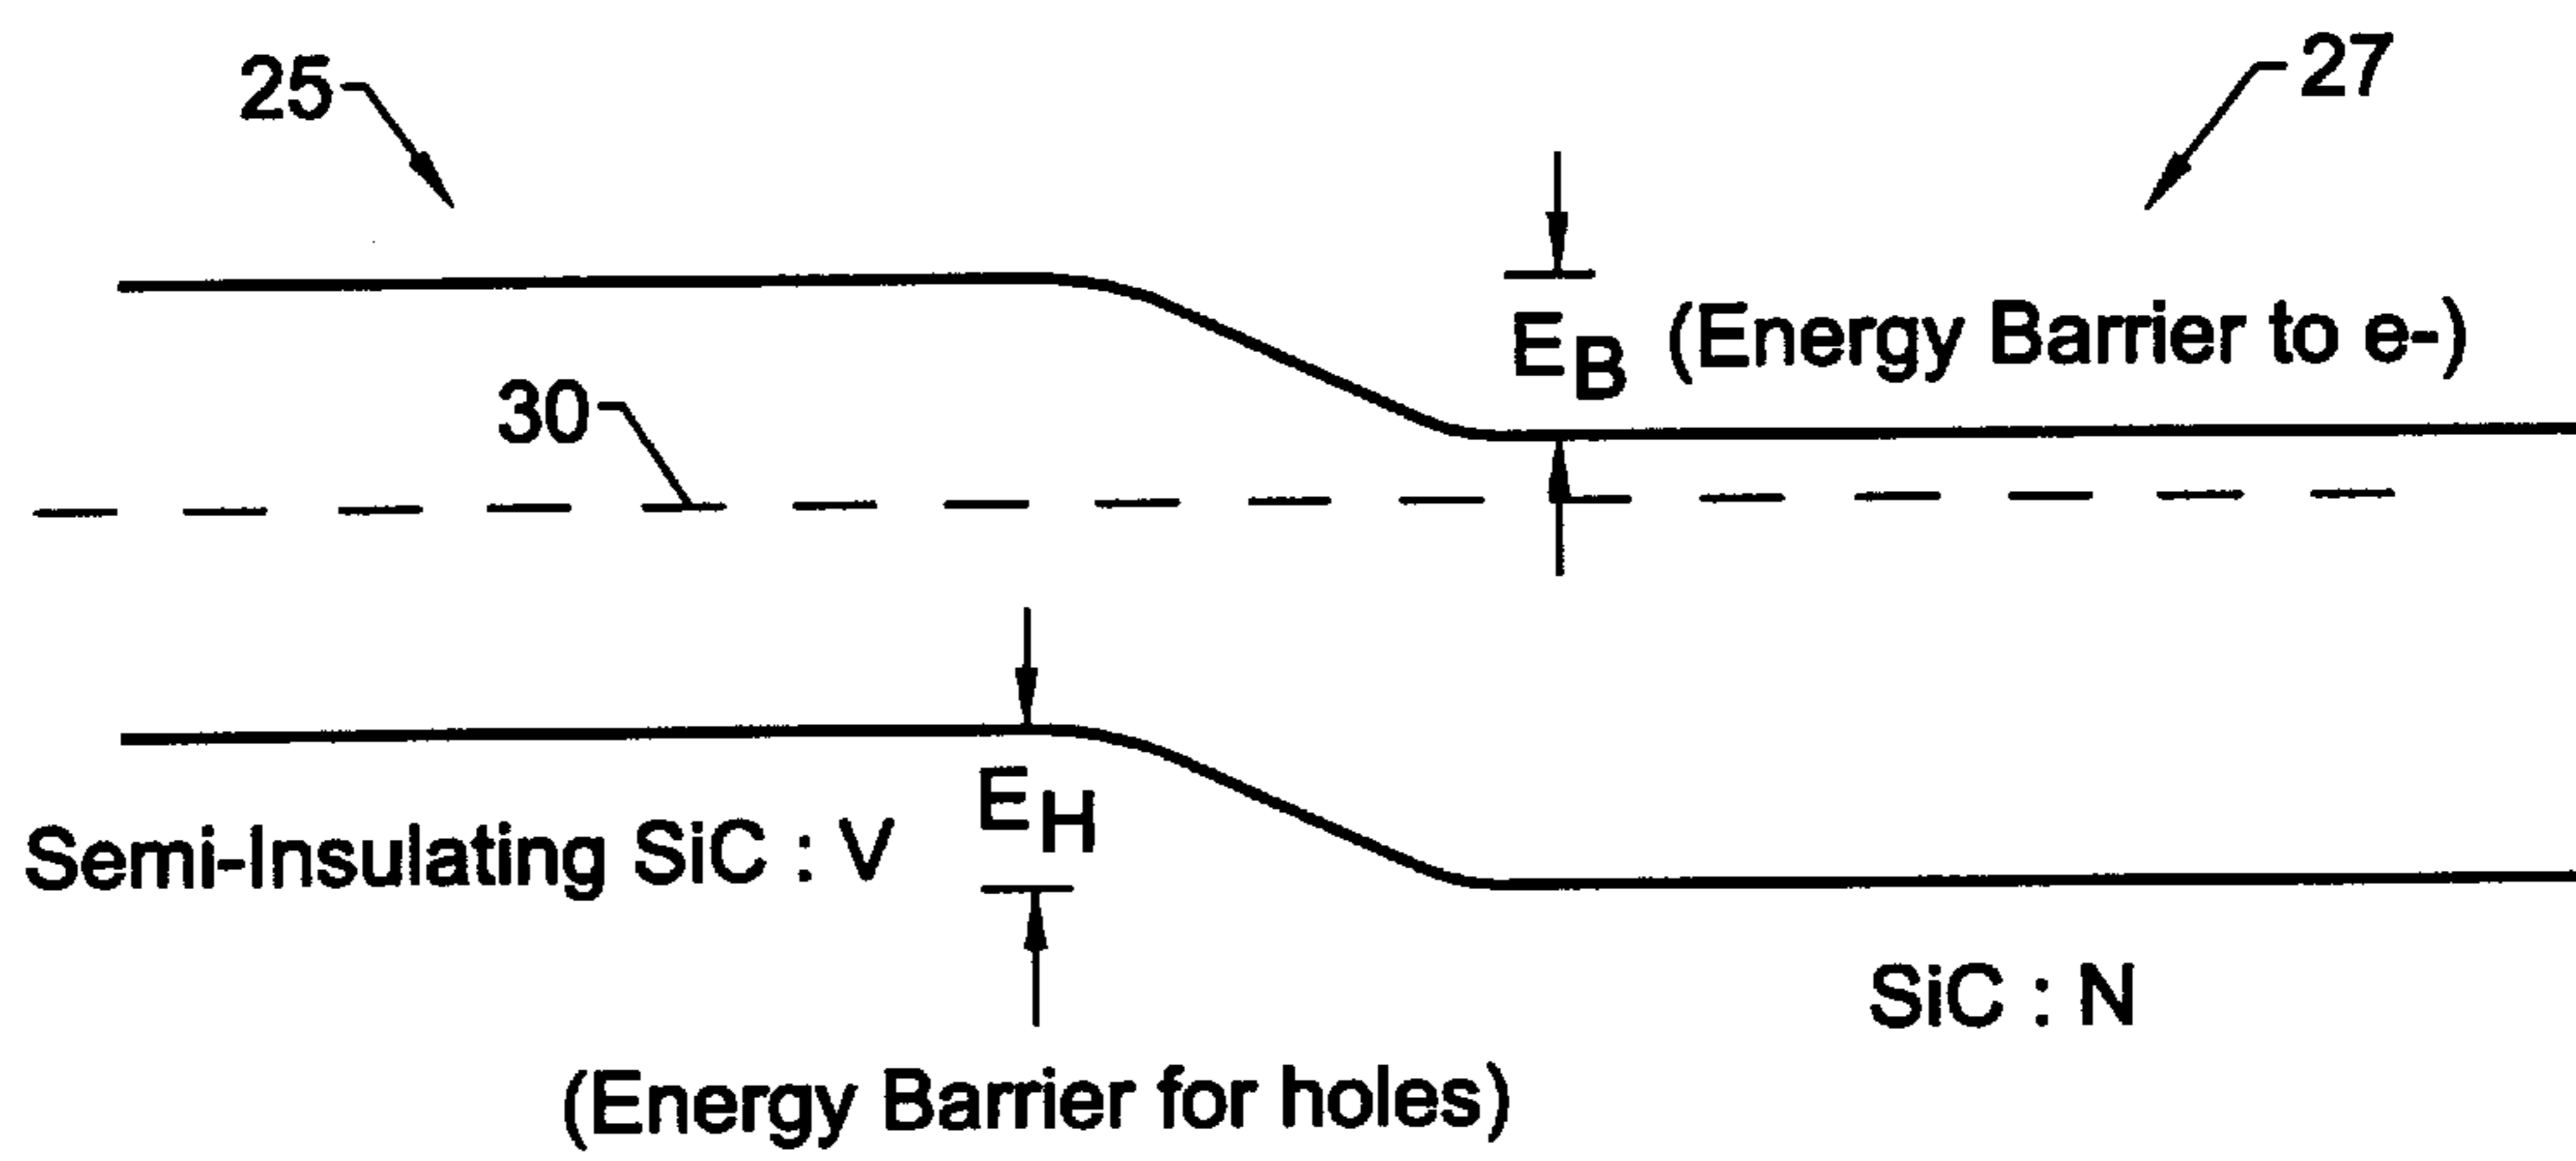 25
27
E_B (Energy Barrier to e-)
30
E_H
Semi-Insulating SiC : V
SiC : N
(Energy Barrier for holes)